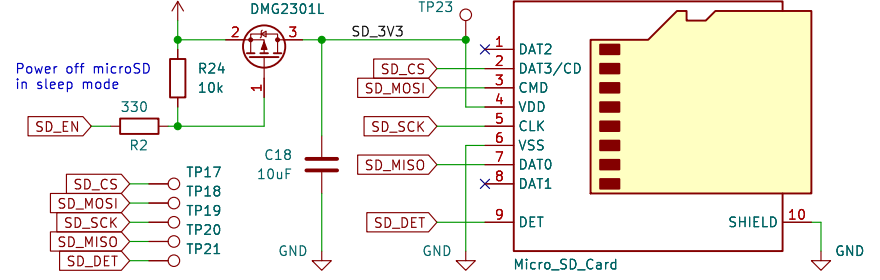 DMG2301L
TP23
2
3
SD_3V3
1
DAT2
Power off microSD
in sleep mode
R24
10k
1
SD_CS
2
DAT3/CD
SD_MOSI
3
CMD
4
VDD
330
SD_EN
R2
SD_SCK
5
CLK
6
VSS
C18
10uF
SD_MISO
7
DAT0
8
DAT1
SD_CS
TP17
SD_MOSI
TP18
SD_SCK
TP19
SD_MISO
TP20
SD_DET
TP21
SD_DET
9
DET
SHIELD
10
GND
GND
GND
Micro_SD_Card